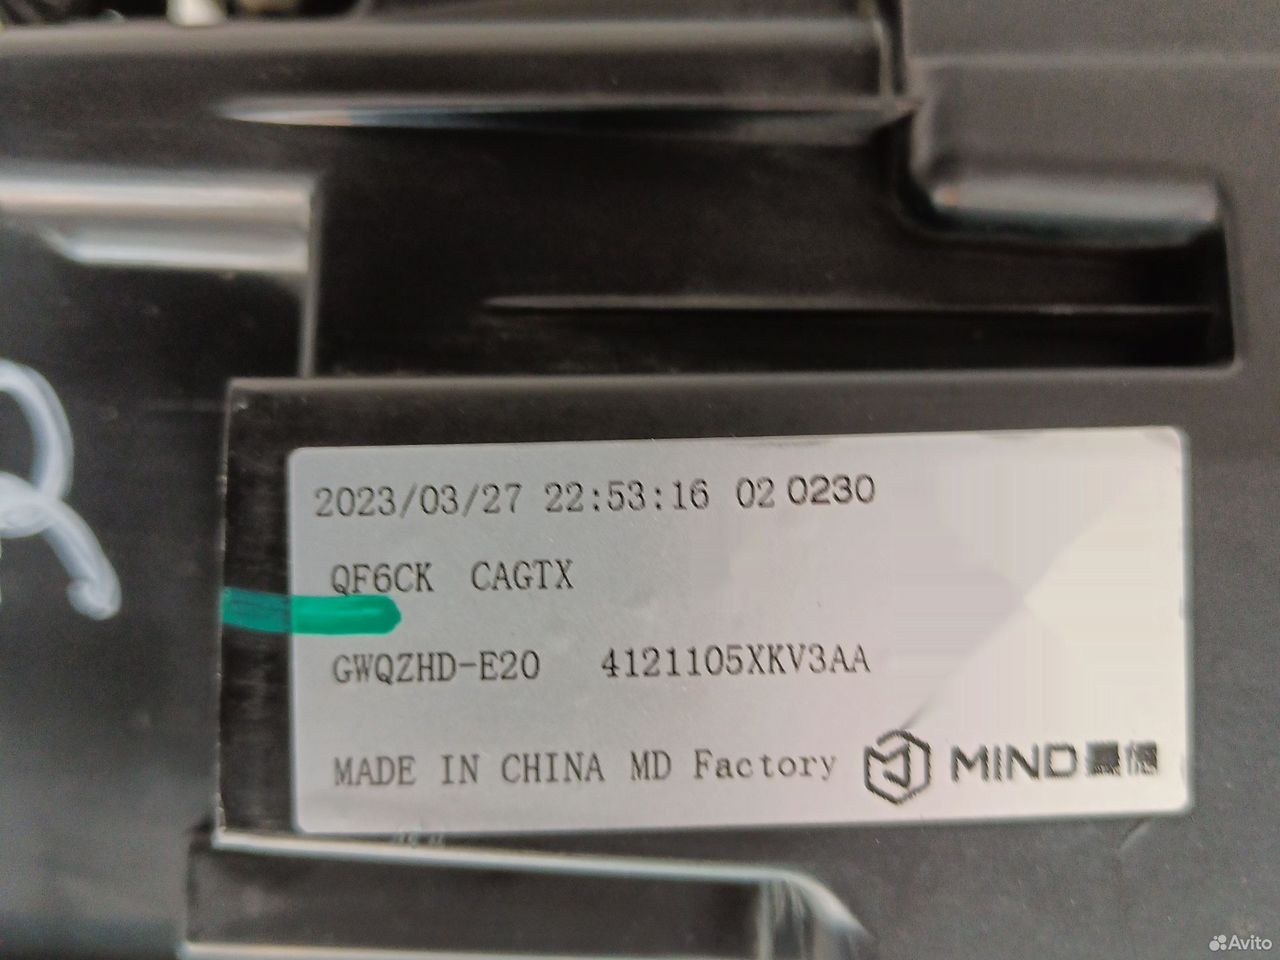 2023/03/27 22:53:16 02 0230
QF6CK CAGTX
GWQZHD-E20 4121105XKV3AA
MADE IN CHINA MD Factory MIND
Avito